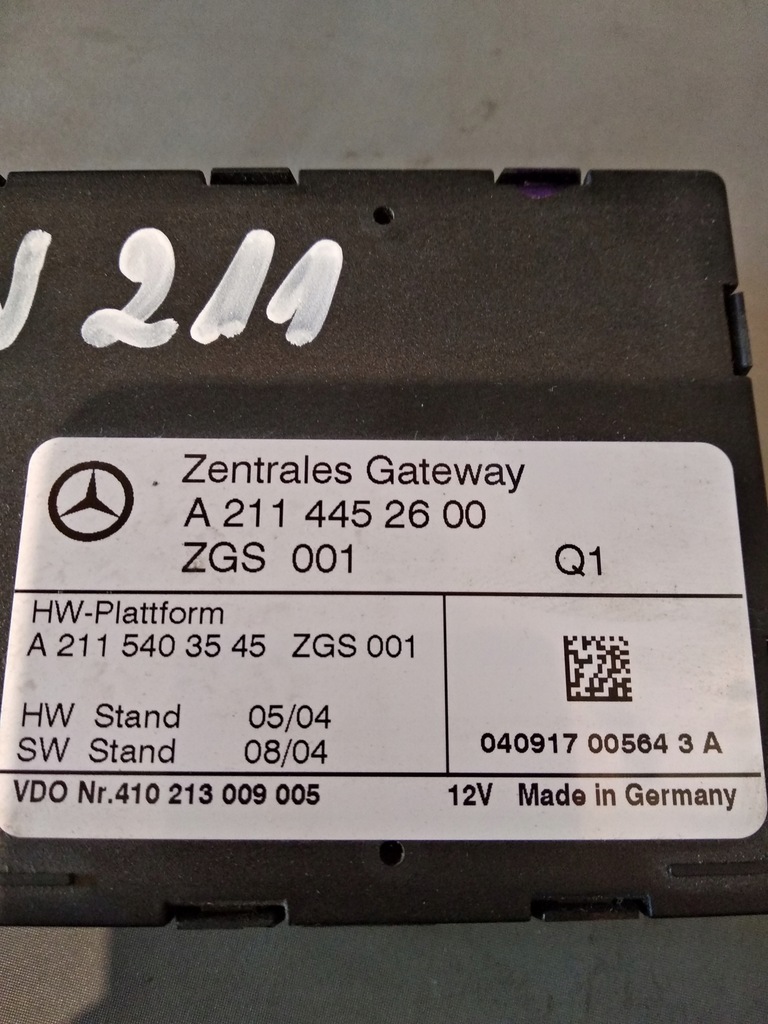 211
Zentrales Gateway
A 211 445 26 00
ZGS 001 Q1
HW-Plattform
A 211 540 35 45 ZGS 001
HW Stand 05/04
SW Stand 08/04
040917 00564 3 A
VDO Nr.410 213 009 005 12V Made in Germany